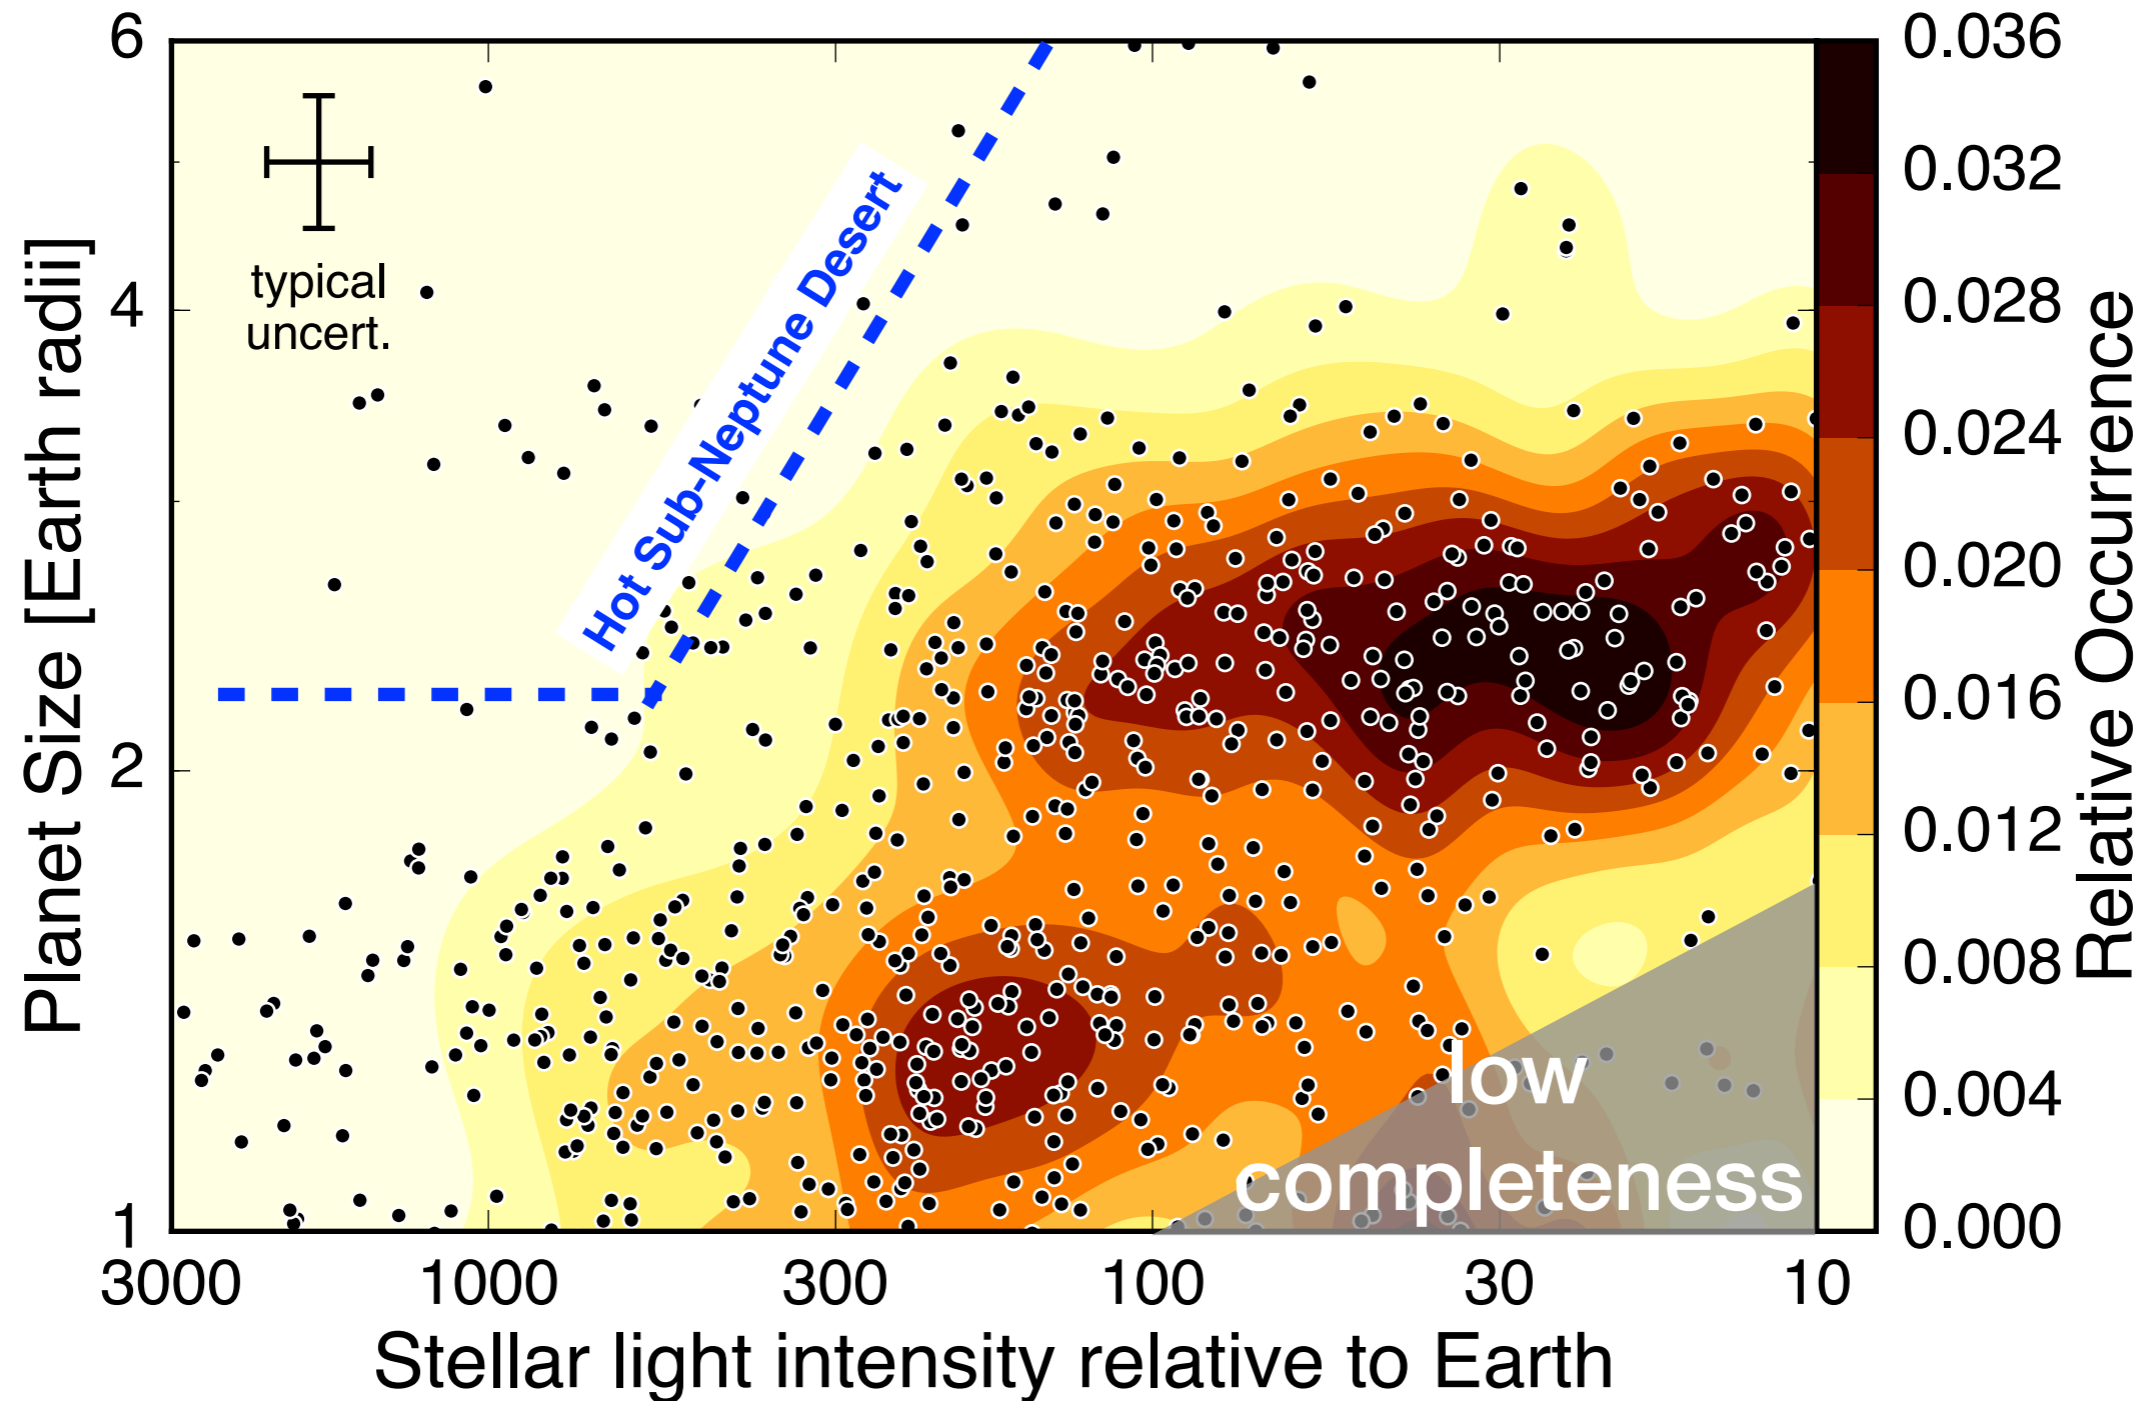 6
4
2
1
Planet Size [Earth radii]
typical
uncert.
Hot Sub-Neptune Desert
low
completeness
3000
1000
300
100
30
10
Stellar light intensity relative to Earth
0.036
0.032
0.028
0.024
0.020
0.016
0.012
0.008
0.004
0.000
Relative Occurrence